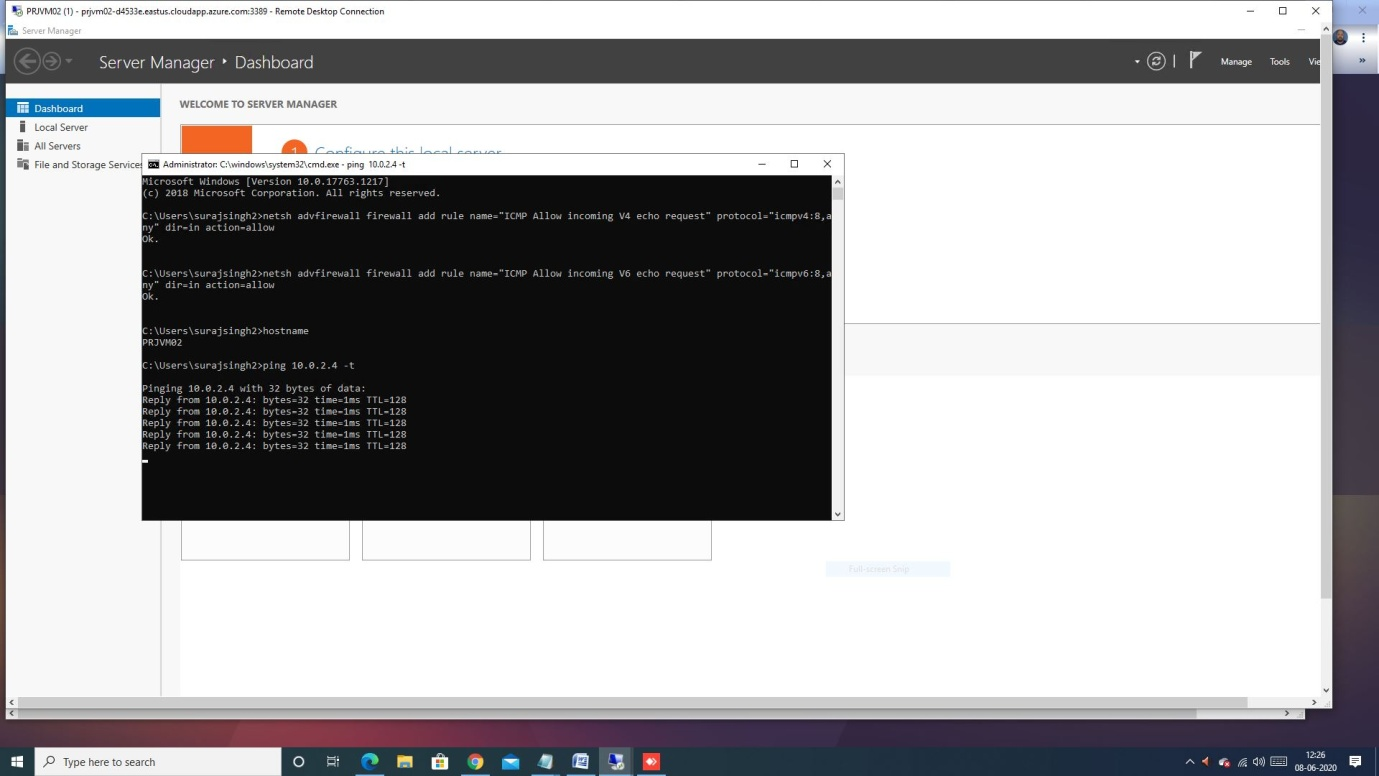 PRJVM02 (1) - prjvm02-d4533e.eastus.cloudapp.azure.com:3389 - Remote Desktop Connection
Server Manager
Server Manager ‣ Dashboard
Manage Tools Vie
Dashboard
Local Server
All Servers
File and Storage Services
WELCOME TO SERVER MANAGER
1 Configure this local server
Administrator: C:\windows\system32\cmd.exe - ping 10.0.2.4 -t
Microsoft Windows [Version 10.0.17763.1217]
(c) 2018 Microsoft Corporation. All rights reserved.
C:\Users\surajsingh2>netsh advfirewall firewall add rule name="ICMP Allow incoming V4 echo request" protocol="icmpv4:8,a
ny" dir=in action=allow
Ok.
C:\Users\surajsingh2>netsh advfirewall firewall add rule name="ICMP Allow incoming V6 echo request" protocol="icmpv6:8,a
ny" dir=in action=allow
Ok.
C:\Users\surajsingh2>hostname
PRJVM02
C:\Users\surajsingh2>ping 10.0.2.4 -t
Pinging 10.0.2.4 with 32 bytes of data:
Reply from 10.0.2.4: bytes=32 time=1ms TTL=128
Reply from 10.0.2.4: bytes=32 time=1ms TTL=128
Reply from 10.0.2.4: bytes=32 time=1ms TTL=128
Reply from 10.0.2.4: bytes=32 time=1ms TTL=128
Reply from 10.0.2.4: bytes=32 time=1ms TTL=128
Full-screen Snip
Type here to search
12:26
08-06-2020